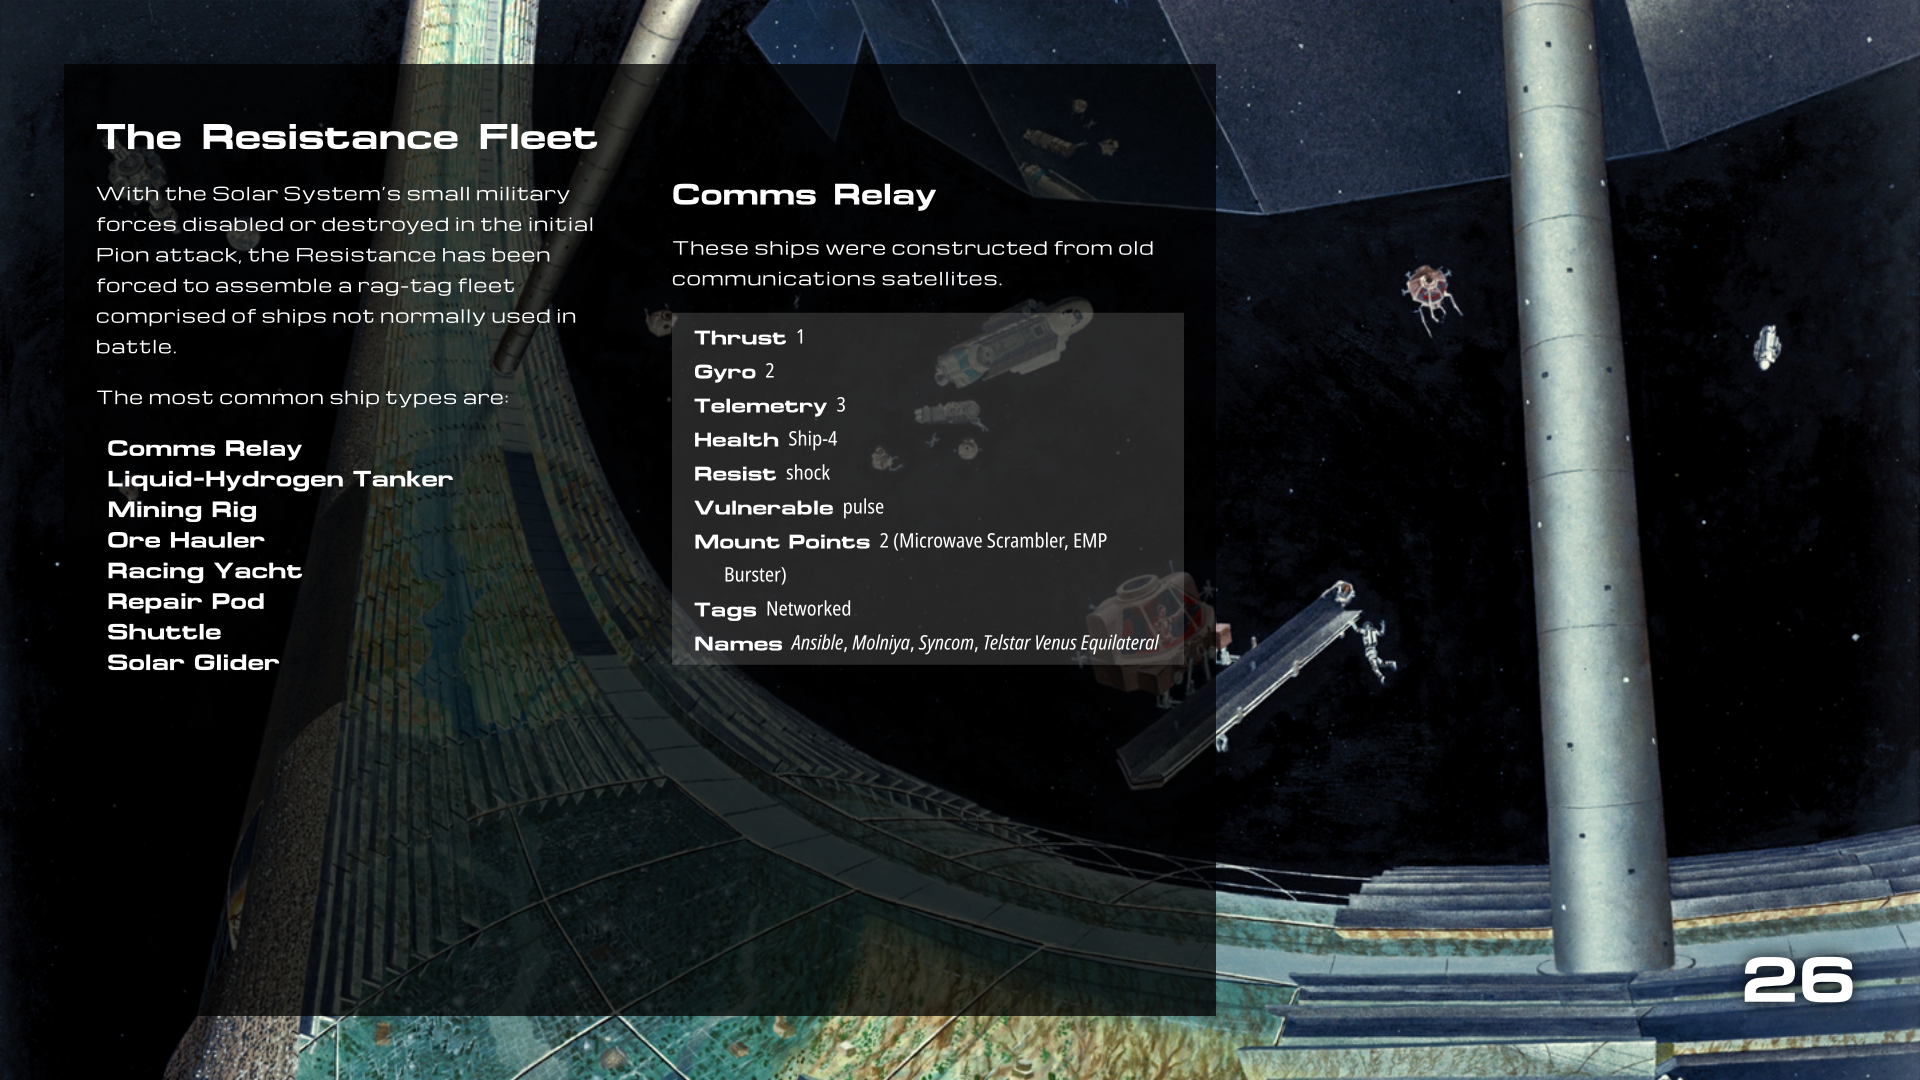 The Resistance Fleet
With the Solar System's small military
forces disabled or destroyed in the initial
Pion attack, the Resistance has been
forced to assemble a rag-tag fleet
comprised of ships not normally used in
battle.
The most common ship types are:
Comms Relay
Liquid-Hydrogen Tanker
Mining Rig
Ore Hauler
Racing Yacht
Repair Pod
Shuttle
Solar Glider
Comms Relay
These ships were constructed from old
communications satellites.
Thrust 1
Gyro 2
Telemetry 3
Health Ship-4
Resist shock
Vulnerable pulse
Mount Points 2 (Microwave Scrambler, EMP
Burster)
Tags Networked
Names Ansible, Molniya, Syncom, Telstar Venus Equilateral
26